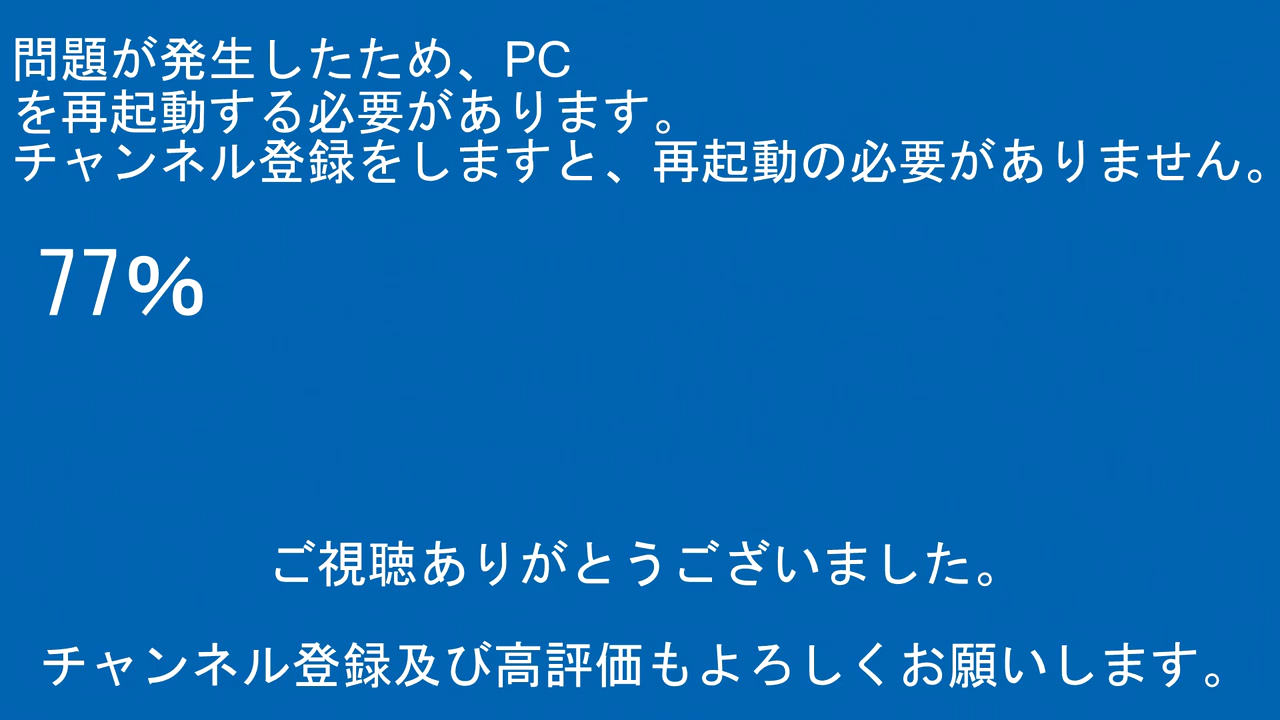 問題が発生したため、PC
を再起動する必要があります。
チャンネル登録をしますと、再起動の必要がありません。
77%
ご視聴ありがとうございました。
チャンネル登録及び高評価もよろしくお願いします。